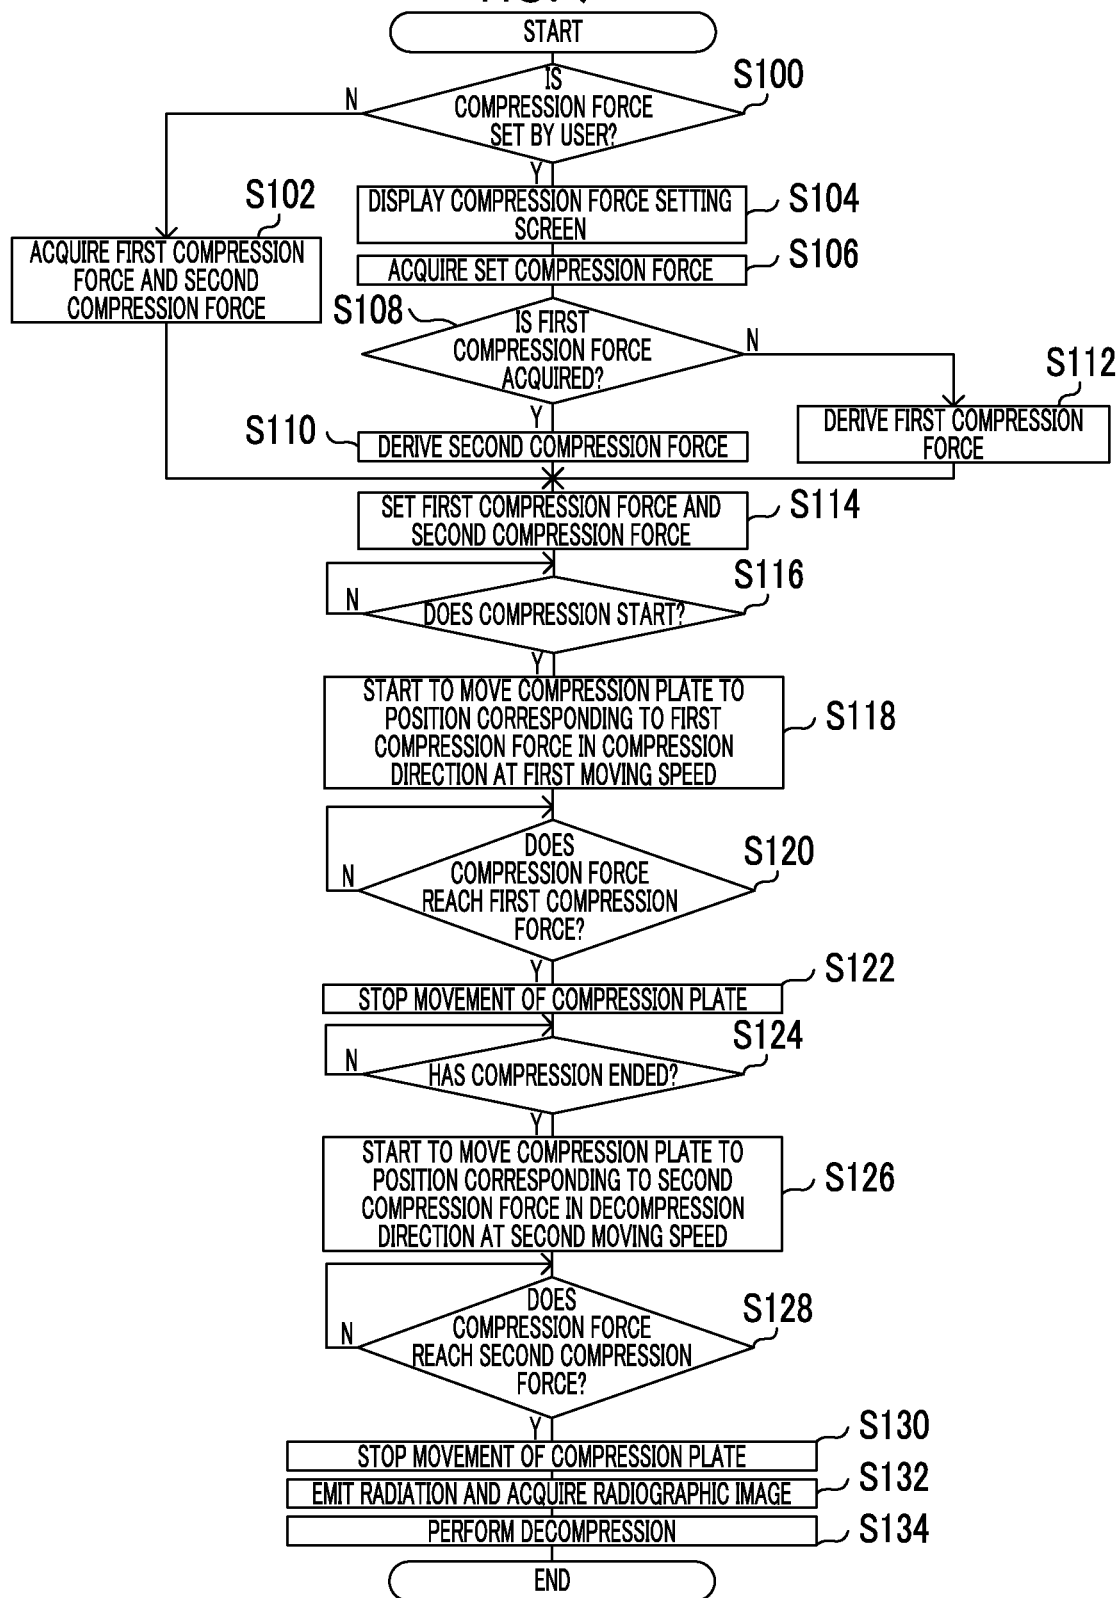 START
S100
IS
COMPRESSION FORCE
SET BY USER?
N
Y
S102
ACQUIRE FIRST COMPRESSION
FORCE AND SECOND
COMPRESSION FORCE
DISPLAY COMPRESSION FORCE SETTING
SCREEN
S104
ACQUIRE SET COMPRESSION FORCE
S106
S108
IS FIRST
COMPRESSION FORCE
ACQUIRED?
N
Y
S112
DERIVE FIRST COMPRESSION
FORCE
S110
DERIVE SECOND COMPRESSION FORCE
SET FIRST COMPRESSION FORCE AND
SECOND COMPRESSION FORCE
S114
S116
DOES COMPRESSION START?
N
Y
START TO MOVE COMPRESSION PLATE TO
POSITION CORRESPONDING TO FIRST
COMPRESSION FORCE IN COMPRESSION
DIRECTION AT FIRST MOVING SPEED
S118
DOES
COMPRESSION FORCE
REACH FIRST COMPRESSION
FORCE?
S120
N
Y
S122
STOP MOVEMENT OF COMPRESSION PLATE
S124
HAS COMPRESSION ENDED?
N
Y
START TO MOVE COMPRESSION PLATE TO
POSITION CORRESPONDING TO SECOND
COMPRESSION FORCE IN DECOMPRESSION
DIRECTION AT SECOND MOVING SPEED
S126
DOES
COMPRESSION FORCE
REACH SECOND COMPRESSION
FORCE?
S128
N
Y
STOP MOVEMENT OF COMPRESSION PLATE
S130
EMIT RADIATION AND ACQUIRE RADIOGRAPHIC IMAGE
S132
PERFORM DECOMPRESSION
S134
END